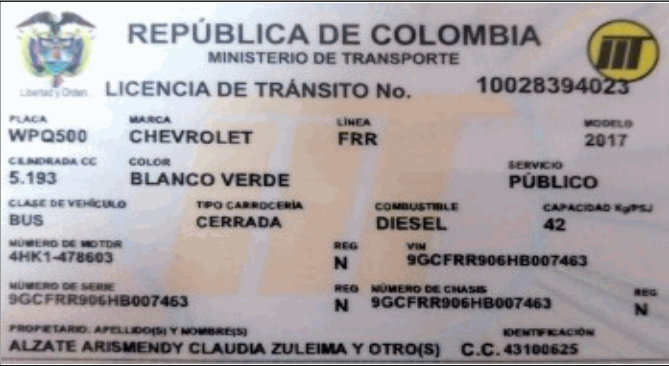 REPÚBLICA DE COLOMBIA
MINISTERIO DE TRANSPORTE
Libertad y Orden
LICENCIA DE TRÁNSITO No. 10028394023
PLACA MARCA LÍNEA MODELO
WPQ500 CHEVROLET FRR 2017
CILINDRADA CC COLOR SERVICIO
5.193 BLANCO VERDE PÚBLICO
CLASE DE VEHÍCULO TIPO CARROCERÍA COMBUSTIBLE CAPACIDAD Kg/PSJ
BUS CERRADA DIESEL 42
NÚMERO DE MOTOR REG VIN
4HK1-478603 N 9GCFRR906HB007463
NÚMERO DE SERIE REG NÚMERO DE CHASIS REG
9GCFRR906HB007463 N 9GCFRR906HB007463 N
PROPIETARIO: APELLIDO(S) Y NOMBRE(S) IDENTIFICACIÓN
ALZATE ARISMENDY CLAUDIA ZULEIMA Y OTRO(S) C.C. 43100625